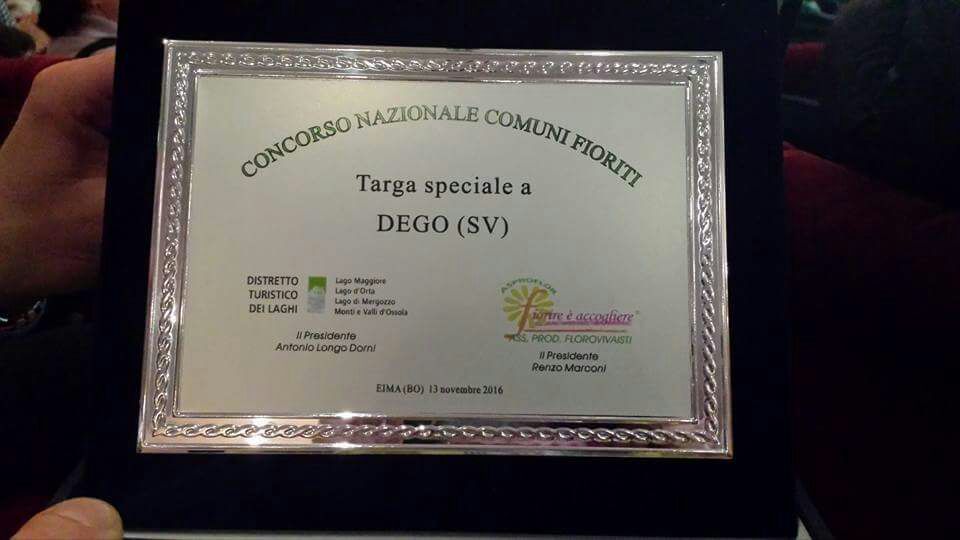 CONCORSO NAZIONALE COMUNI FIORITI
Targa speciale a
DEGO (SV)
DISTRETTO
TURISTICO
DEI LAGHI
Lago Maggiore
Lago d'Orta
Lago di Mergozzo
Monti e Valli d'Ossola
Il Presidente
Antonio Longo Dorni
ASPROFLOR
fiorire è accogliere
ASS. PROD. FLOROVIVAISTI
Il Presidente
Renzo Marconi
EIMA (BO) 13 novembre 2016